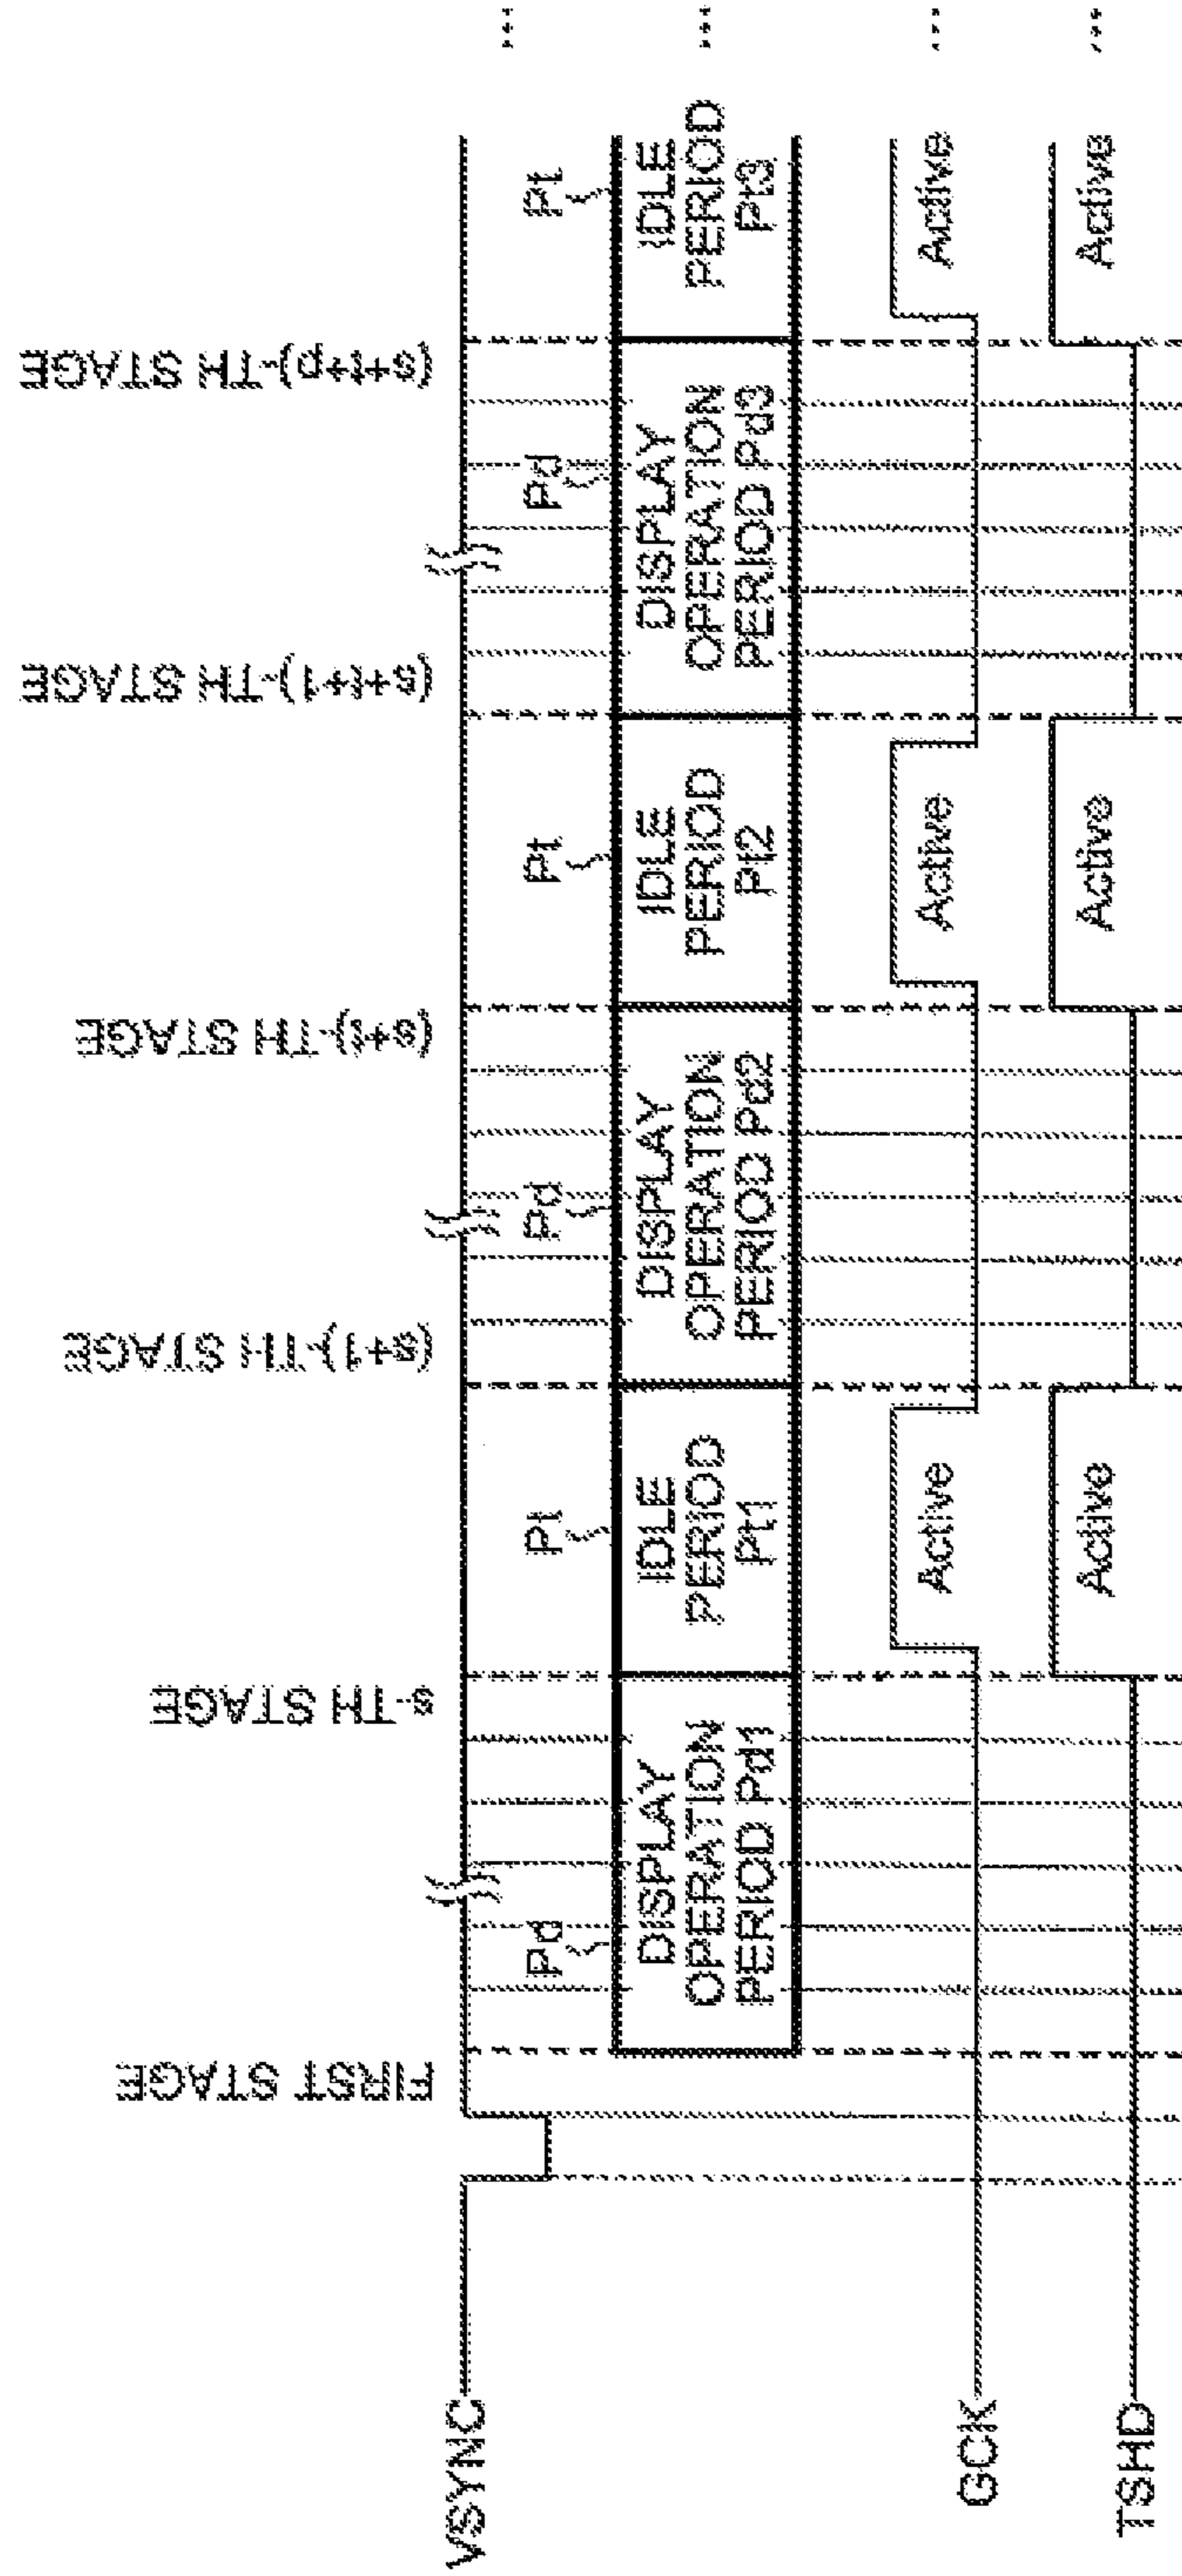 FIRST STAGE
s-TH STAGE
(s+1)-TH STAGE
(s+t)-TH STAGE
(s+t+1)-TH STAGE
(s+t+p)-TH STAGE
VSYNC
Pd
Pt
Pd
Pt
Pd
Pt
...
DISPLAY
OPERATION
PERIOD Pd1
IDLE
PERIOD
Pt1
DISPLAY
OPERATION
PERIOD Pd2
IDLE
PERIOD
Pt2
DISPLAY
OPERATION
PERIOD Pd3
IDLE
PERIOD
Pt3
...
GCK
Active
Active
Active
...
TSHD
Active
Active
Active
...